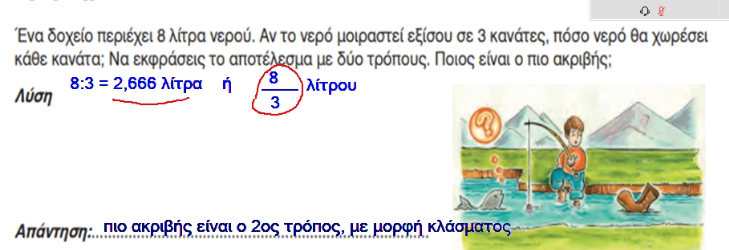 Ένα δοχείο περιέχει 8 λίτρα νερού. Αν το νερό μοιραστεί εξίσου σε 3 κανάτες, πόσο νερό θα χωρέσει
κάθε κανάτα; Να εκφράσεις το αποτέλεσμα με δύο τρόπους. Ποιος είναι ο πιο ακριβής;
8:3 = 2,666 λίτρα ή 8/3 λίτρου
Λύση
Απάντηση:..πιο ακριβής είναι ο 2ος τρόπος, με μορφή κλάσματος